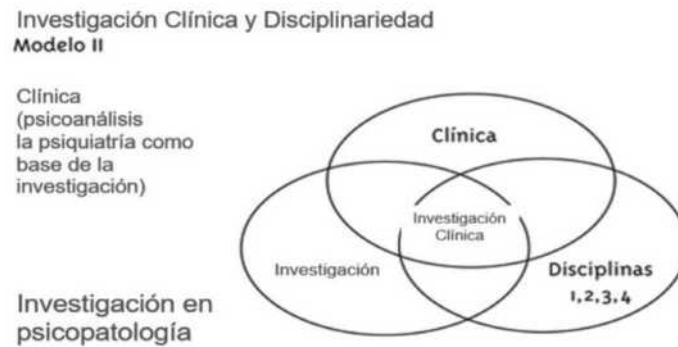 Investigación Clínica y Disciplinariedad
Modelo II
Clínica
(psicoanálisis
la psiquiatría como
base de la
investigación)
Clínica
Investigación
Clínica
Investigación
Disciplinas
1,2,3,4
Investigación en
psicopatología